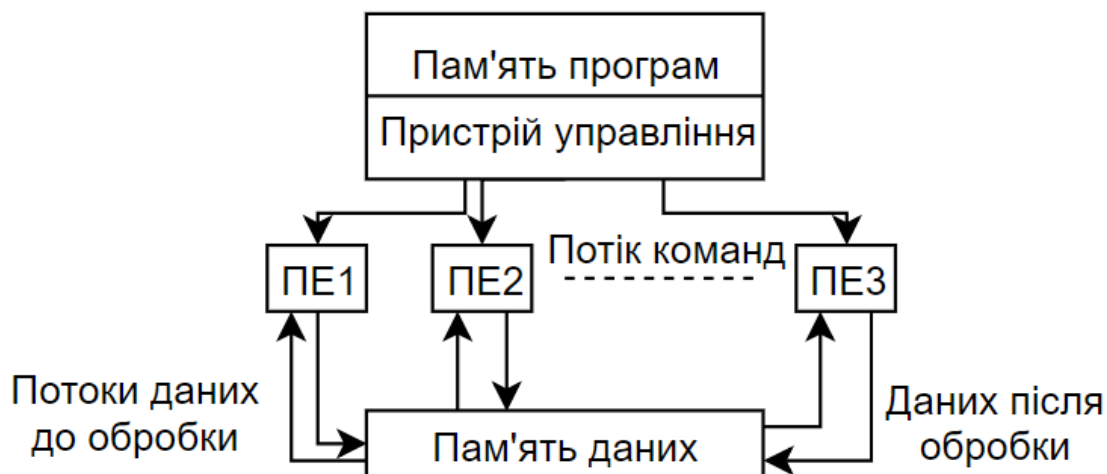 Пам'ять програм
Пристрій управління
Потік команд
ПЕ1
ПЕ2
ПЕ3
Потоки даних
до обробки
Пам'ять даних
Даних після
обробки